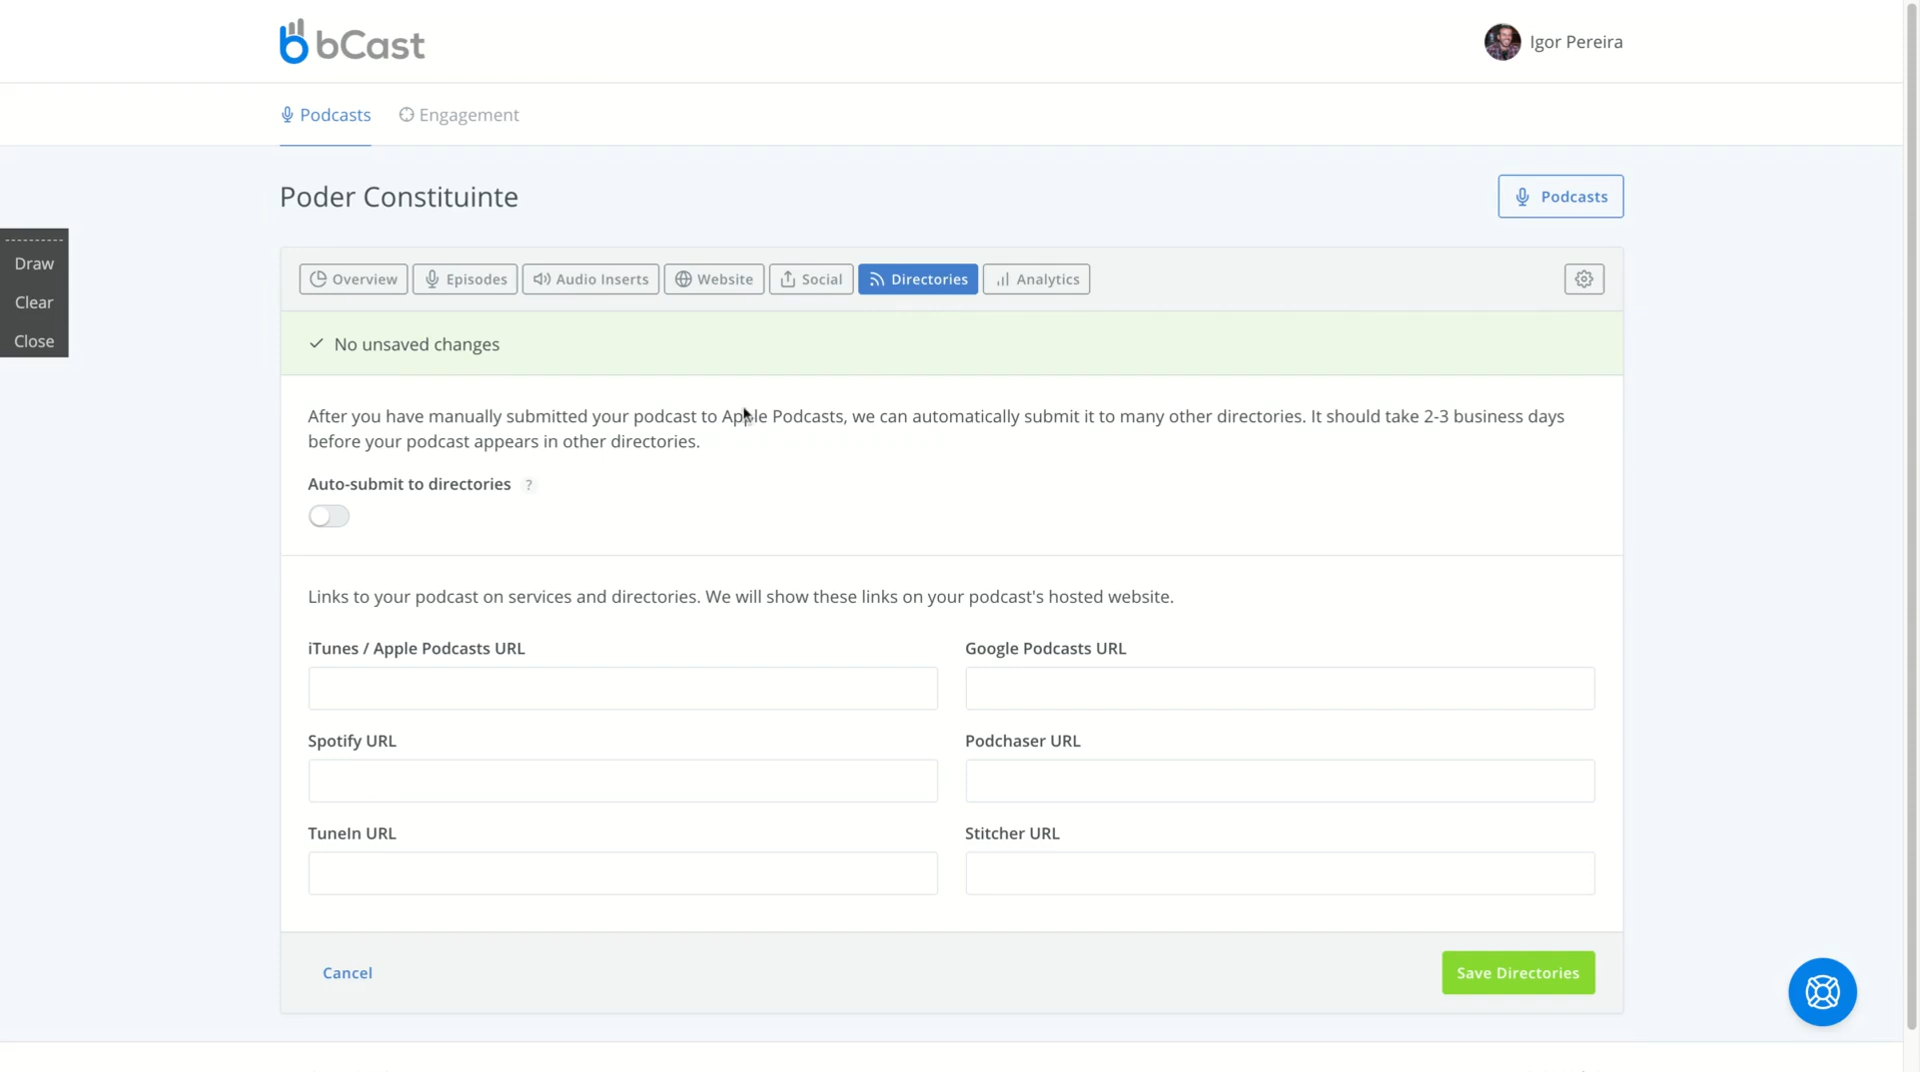 bCast
Igor Pereira
Podcasts
Engagement
Poder Constituinte
Podcasts
Draw
Clear
Close
Overview
Episodes
Audio Inserts
Website
Social
Directories
Analytics
No unsaved changes
After you have manually submitted your podcast to Apple Podcasts, we can automatically submit it to many other directories. It should take 2-3 business days
before your podcast appears in other directories.
Auto-submit to directories ?
Links to your podcast on services and directories. We will show these links on your podcast's hosted website.
iTunes / Apple Podcasts URL
Google Podcasts URL
Spotify URL
Podchaser URL
TuneIn URL
Stitcher URL
Cancel
Save Directories